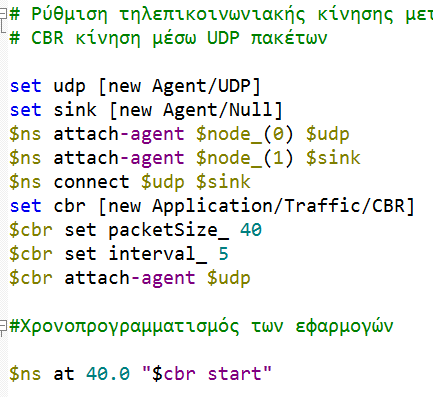 # Ρύθμιση τηλεπικοινωνιακής κίνησης
# CBR κίνηση μέσω UDP πακέτων
set udp [new Agent/UDP]
set sink [new Agent/Null]
$ns attach-agent $node_(0) $udp
$ns attach-agent $node_(1) $sink
$ns connect $udp $sink
set cbr [new Application/Traffic/CBR]
$cbr set packetSize_ 40
$cbr set interval_ 5
$cbr attach-agent $udp
#Χρονοπρογραμματισμός των εφαρμογών
$ns at 40.0 "$cbr start"